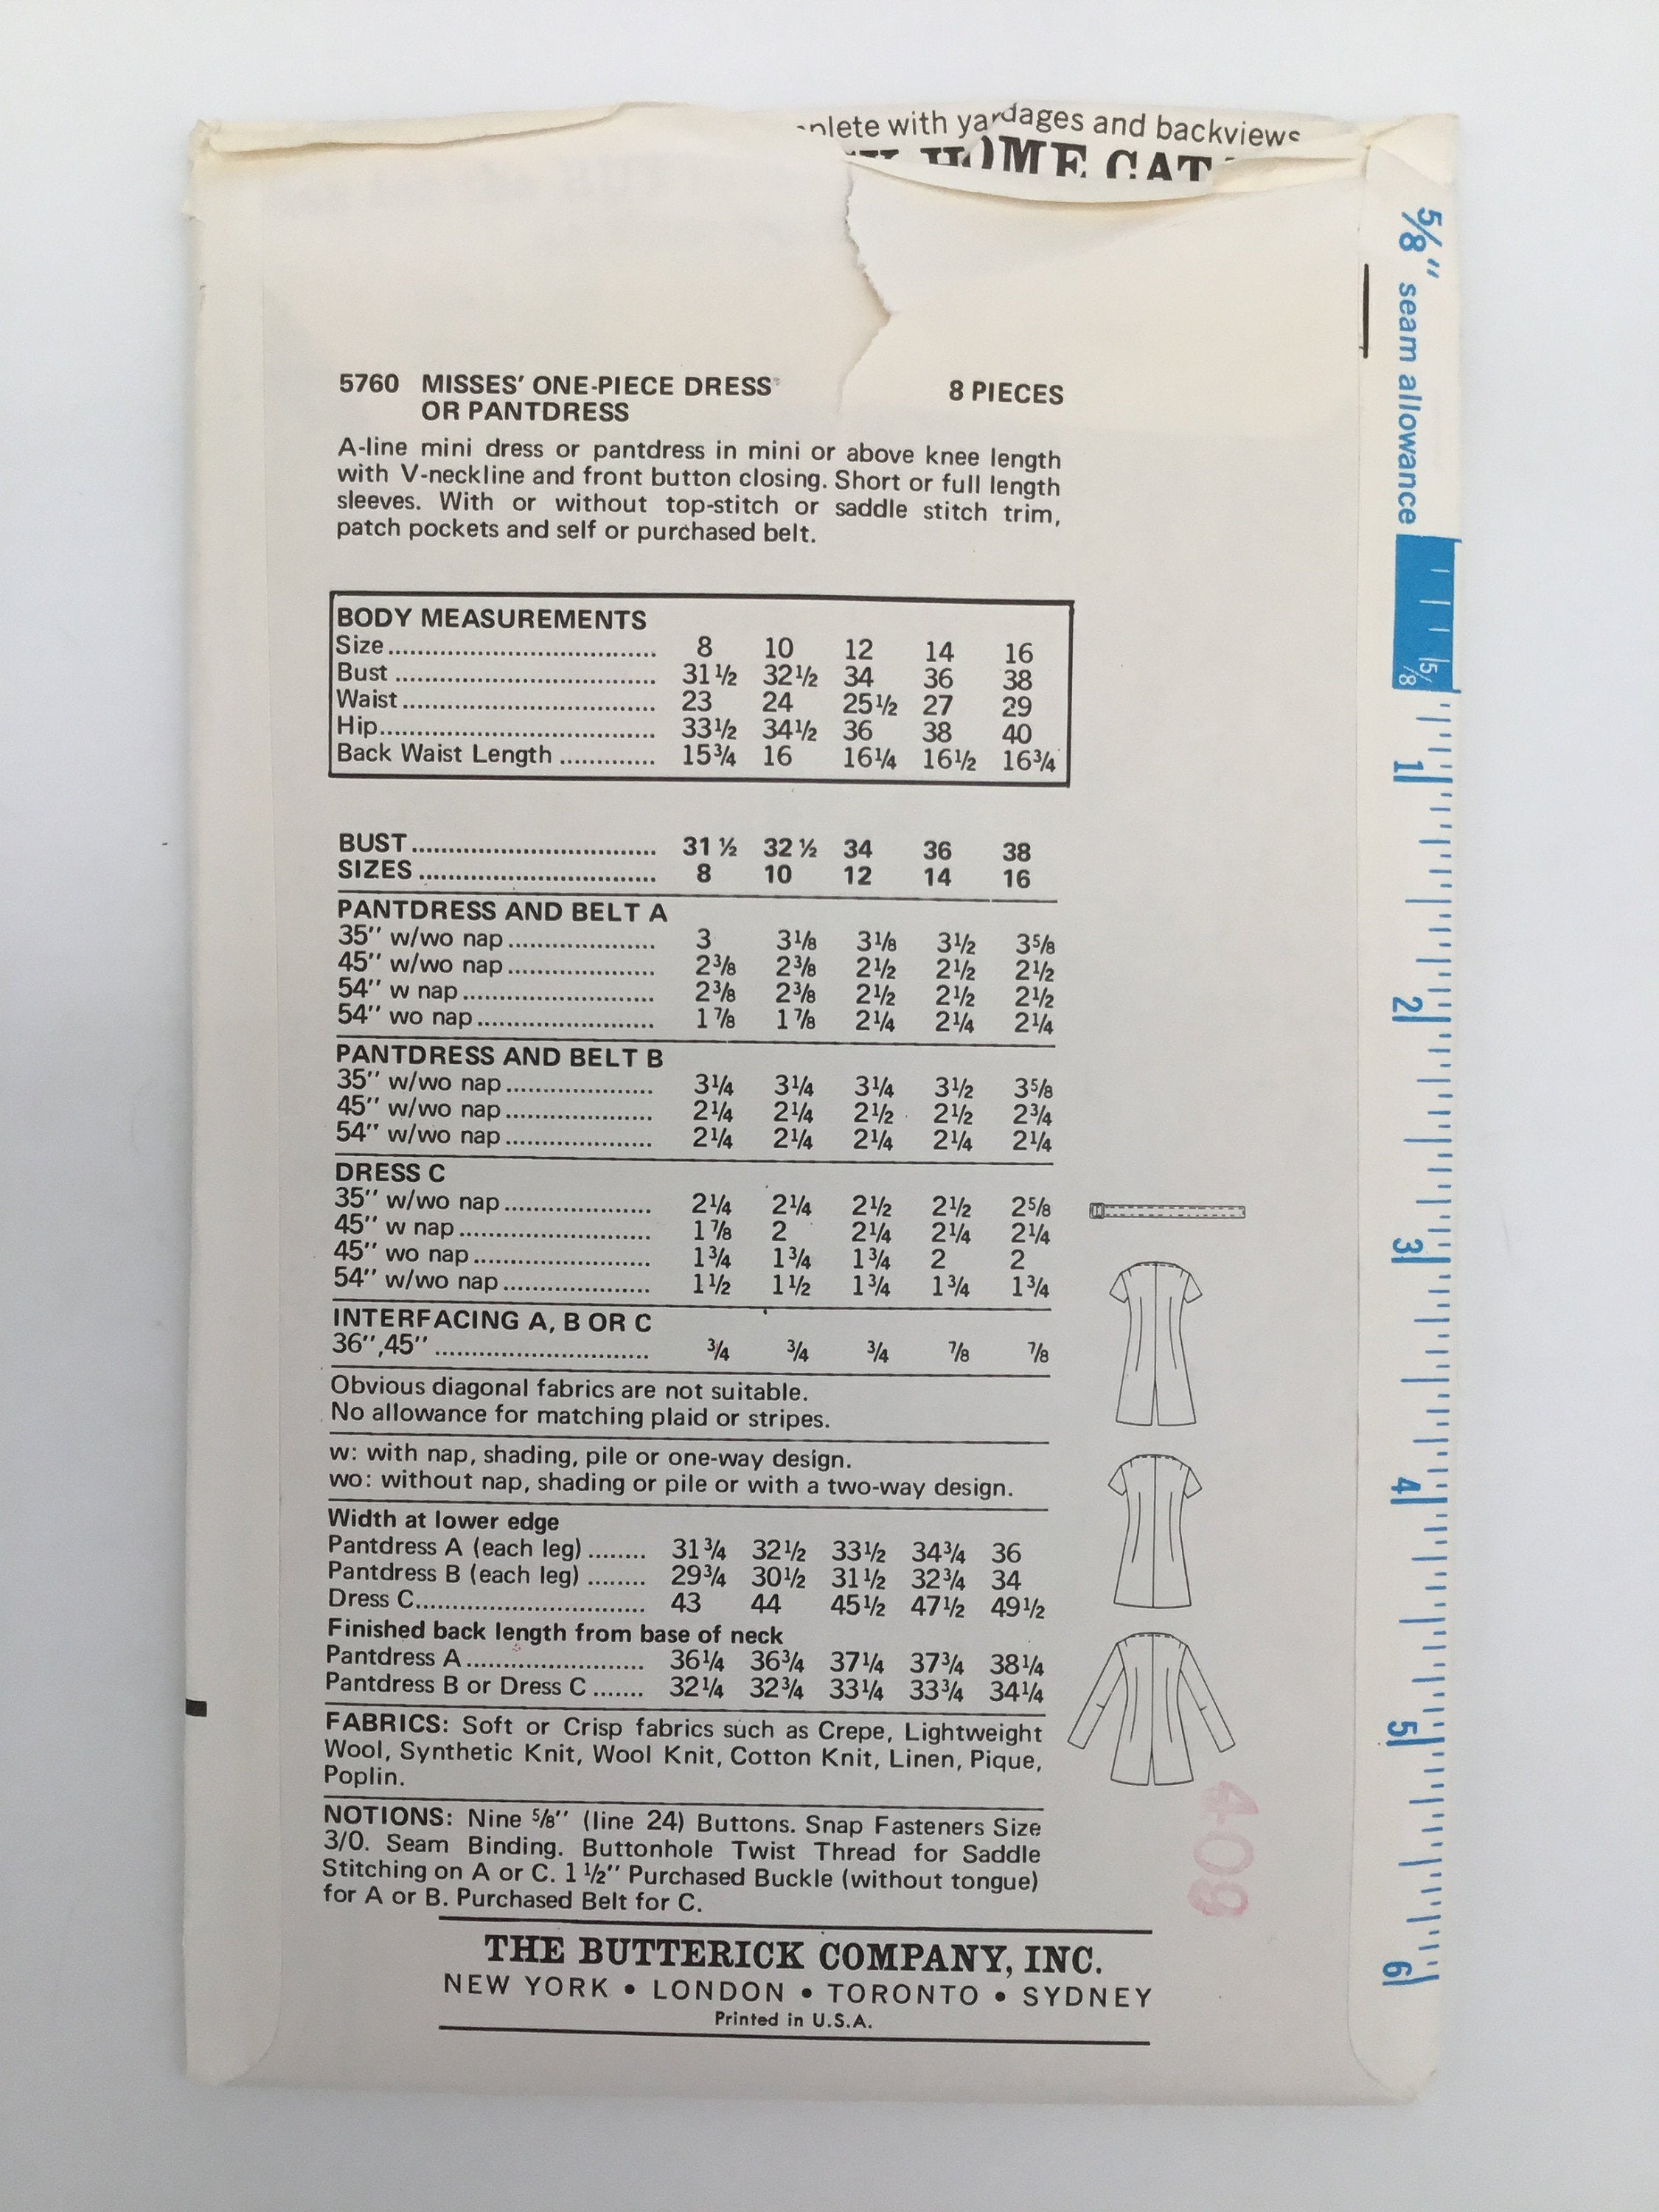 with yardages and backviews
HOME
5/8" seam allowance
5/8
1
2
3
4
5
6
5760 MISSES' ONE-PIECE DRESS 8 PIECES
OR PANTDRESS
A-line mini dress or pantdress in mini or above knee length
with V-neckline and front button closing. Short or full length
sleeves. With or without top-stitch or saddle stitch trim,
patch pockets and self or purchased belt.
BODY MEASUREMENTS
Size 8 10 12 14 16
Bust 31½ 32½ 34 36 38
Waist 23 24 25½ 27 29
Hip 33½ 34½ 36 38 40
Back Waist Length 15¾ 16 16¼ 16½ 16¾
BUST 31 ½ 32 ½ 34 36 38
SIZES 8 10 12 14 16
PANTDRESS AND BELT A
35" w/wo nap 3 3⅛ 3⅛ 3½ 3⅝
45" w/wo nap 2⅜ 2⅜ 2½ 2½ 2½
54" w nap 2⅜ 2⅜ 2½ 2½ 2½
54" wo nap 1⅞ 1⅞ 2¼ 2¼ 2¼
PANTDRESS AND BELT B
35" w/wo nap 3¼ 3¼ 3¼ 3½ 3⅝
45" w/wo nap 2¼ 2¼ 2½ 2½ 2¾
54" w/wo nap 2¼ 2¼ 2¼ 2¼ 2¼
DRESS C
35" w/wo nap 2¼ 2¼ 2½ 2½ 2⅝
45" w nap 1⅞ 2 2¼ 2¼ 2¼
45" wo nap 1¾ 1¾ 1¾ 2 2
54" w/wo nap 1½ 1½ 1¾ 1¾ 1¾
INTERFACING A, B OR C
36",45" ¾ ¾ ¾ ⅞ ⅞
Obvious diagonal fabrics are not suitable.
No allowance for matching plaid or stripes.
w: with nap, shading, pile or one-way design.
wo: without nap, shading or pile or with a two-way design.
Width at lower edge
Pantdress A (each leg) 31¾ 32½ 33½ 34¾ 36
Pantdress B (each leg) 29¾ 30½ 31½ 32¾ 34
Dress C 43 44 45½ 47½ 49½
Finished back length from base of neck
Pantdress A 36¼ 36¾ 37¼ 37¾ 38¼
Pantdress B or Dress C 32¼ 32¾ 33¼ 33¾ 34¼
FABRICS: Soft or Crisp fabrics such as Crepe, Lightweight
Wool, Synthetic Knit, Wool Knit, Cotton Knit, Linen, Pique,
Poplin.
NOTIONS: Nine ⅝" (line 24) Buttons. Snap Fasteners Size
3/0. Seam Binding. Buttonhole Twist Thread for Saddle
Stitching on A or C. 1 ½" Purchased Buckle (without tongue)
for A or B. Purchased Belt for C.
THE BUTTERICK COMPANY, INC.
NEW YORK • LONDON • TORONTO • SYDNEY
Printed in U.S.A.